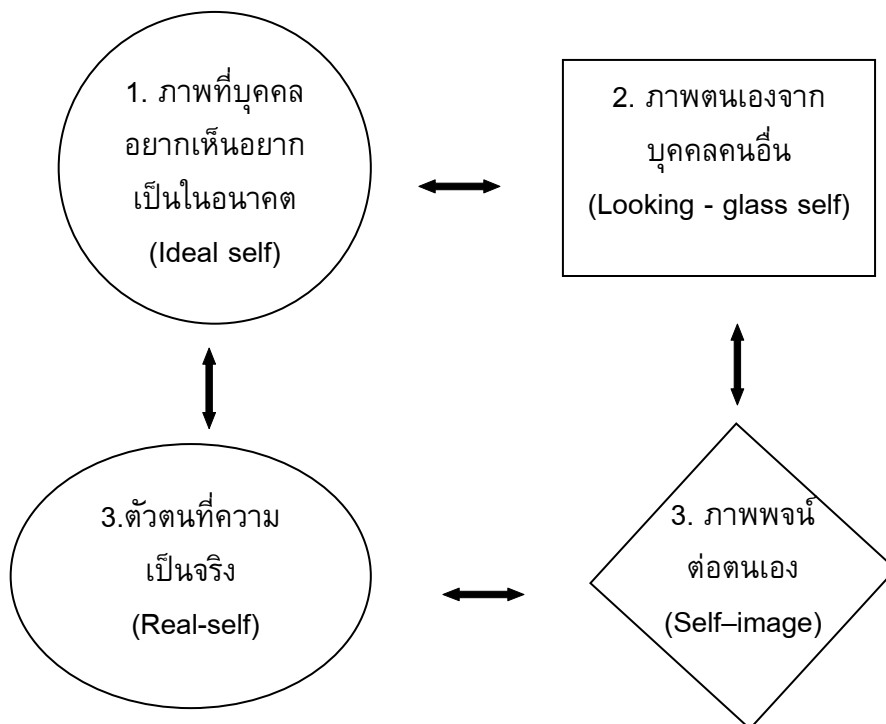 1. ภาพที่บุคคล
อยากเห็นอยาก
เป็นในอนาคต
(Ideal self)
2. ภาพตนเองจาก
บุคคลคนอื่น
(Looking - glass self)
3.ตัวตนที่ความ
เป็นจริง
(Real-self)
3. ภาพพจน์
ต่อตนเอง
(Self–image)